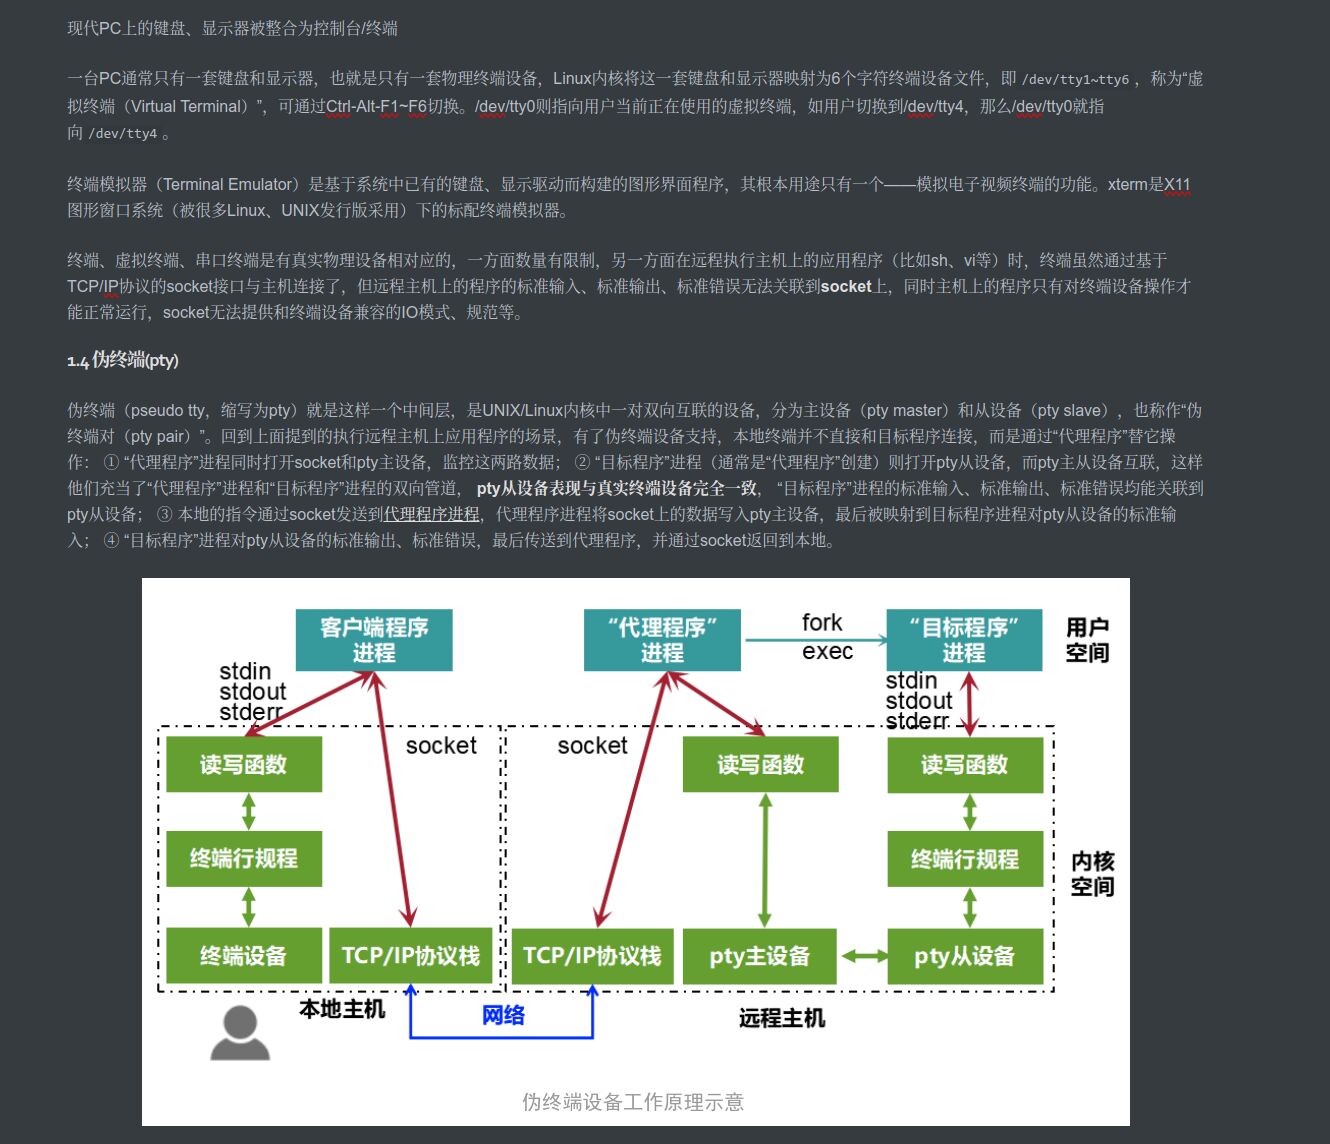 现代PC上的键盘、显示器被整合为控制台/终端
一台PC通常只有一套键盘和显示器，也就是只有一套物理终端设备，Linux内核将这一套键盘和显示器映射为6个字符终端设备文件，即 /dev/tty1~tty6 ，称为“虚
拟终端（Virtual Terminal）”，可通过Ctrl-Alt-F1~F6切换。/dev/tty0则指向用户当前正在使用的虚拟终端，如用户切换到/dev/tty4，那么/dev/tty0就指
向 /dev/tty4 。
终端模拟器（Terminal Emulator）是基于系统中已有的键盘、显示驱动而构建的图形界面程序，其根本用途只有一个——模拟电子视频终端的功能。xterm是X11
图形窗口系统（被很多Linux、UNIX发行版采用）下的标配终端模拟器。
终端、虚拟终端、串口终端是有真实物理设备相对应的，一方面数量有限制，另一方面在远程执行主机上的应用程序（比如sh、vi等）时，终端虽然通过基于
TCP/IP协议的socket接口与主机连接了，但远程主机上的程序的标准输入、标准输出、标准错误无法关联到socket上，同时主机上的程序只有对终端设备操作才
能正常运行，socket无法提供和终端设备兼容的IO模式、规范等。
1.4 伪终端(pty)
伪终端（pseudo tty，缩写为pty）就是这样一个中间层，是UNIX/Linux内核中一对双向互联的设备，分为主设备（pty master）和从设备（pty slave），也称作“伪
终端对（pty pair）”。回到上面提到的执行远程主机上应用程序的场景，有了伪终端设备支持，本地终端并不直接和目标程序连接，而是通过“代理程序”替它操
作： ① “代理程序”进程同时打开socket和pty主设备，监控这两路数据； ② “目标程序”进程（通常是“代理程序”创建）则打开pty从设备，而pty主从设备互联，这样
他们充当了“代理程序”进程和“目标程序”进程的双向管道， pty从设备表现与真实终端设备完全一致， “目标程序”进程的标准输入、标准输出、标准错误均能关联到
pty从设备； ③ 本地的指令通过socket发送到代理程序进程，代理程序进程将socket上的数据写入pty主设备，最后被映射到目标程序进程对pty从设备的标准输
入； ④ “目标程序”进程对pty从设备的标准输出、标准错误，最后传送到代理程序，并通过socket返回到本地。
客户端程序
进程
“代理程序”
进程
fork
exec
“目标程序”
进程
用户
空间
stdin
stdout
stderr
stdin
stdout
stderr
socket
socket
读写函数
读写函数
读写函数
终端行规程
终端行规程
内核
空间
终端设备
TCP/IP协议栈
TCP/IP协议栈
pty主设备
pty从设备
本地主机
网络
远程主机
伪终端设备工作原理示意